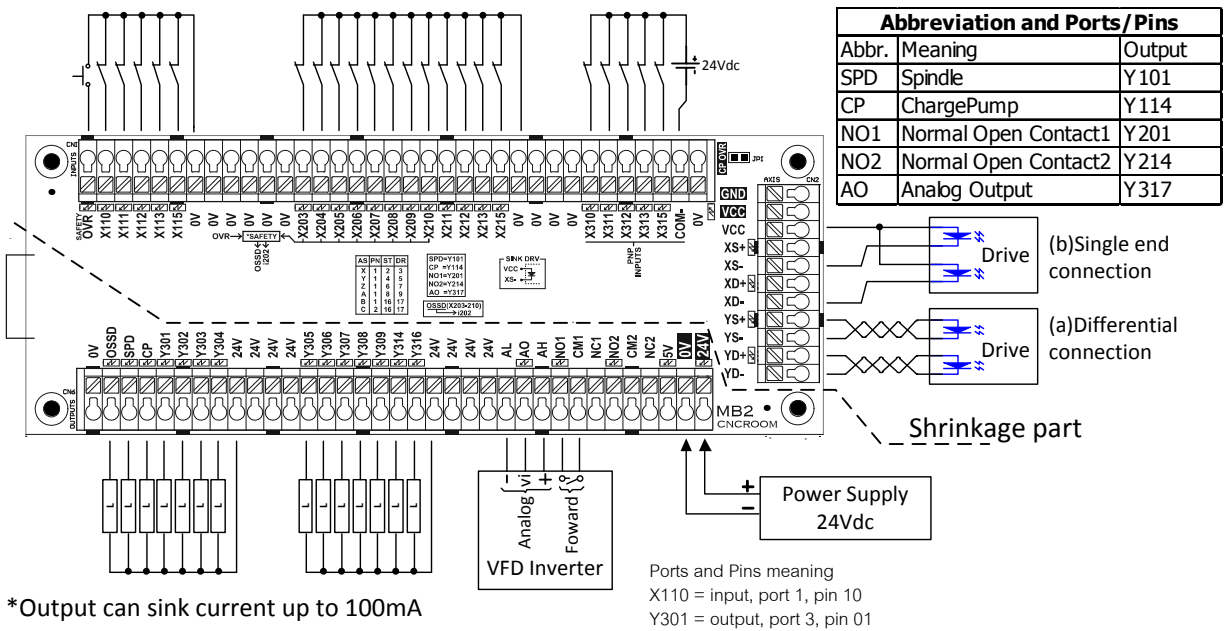 24Vdc
Abbreviation and Ports/Pins
Abbr. Meaning Output
SPD Spindle Y101
CP ChargePump Y114
NO1 Normal Open Contact1 Y201
NO2 Normal Open Contact2 Y214
AO Analog Output Y317
CN1
INPUTS
CP OVR
JP1
SAFETY
OVR X110 X111 X112 X113 X115 0V 0V 0V 0V 0V 0V X203 X204 X205 X206 X207 X208 X209 X210 X211 X212 X213 X215 0V 0V 0V 0V X310 X311 X312 X313 X315 COM- 0V
AXIS CN2
GND
VCC
VCC
XS+
XS-
XD+
XD-
YS+
YS-
YD+
YD-
OVR *SAFETY
OSSD
i202
PNP
INPUTS
AS PN ST DR
X 1 2 3
Y 1 4 5
Z 1 6 7
A 1 8 9
B 1 16 17
C 2 16 17
SPD=Y101
CP =Y114
NO1=Y201
NO2=Y214
AO =Y317
OSSD(X203•210)
i202
SINK DRV
VCC
XS-
Drive
(b)Single end
connection
Drive
(a)Differential
connection
0V OSSD SPD CP Y301 Y302 Y303 Y304 24V 24V 24V 24V Y305 Y306 Y307 Y308 Y309 Y314 Y316 24V 24V 24V 24V AL AO AH NO1 CM1 NC1 NO2 CM2 NC2 5V 0V 24V
CN6
OUTPUTS
MB2
CNCROOM
Shrinkage part
L L L L L L L
L L L L L L L
- vi +
Analog
Foward
VFD Inverter
+
-
Power Supply
24Vdc
*Output can sink current up to 100mA
Ports and Pins meaning
X110 = input, port 1, pin 10
Y301 = output, port 3, pin 01